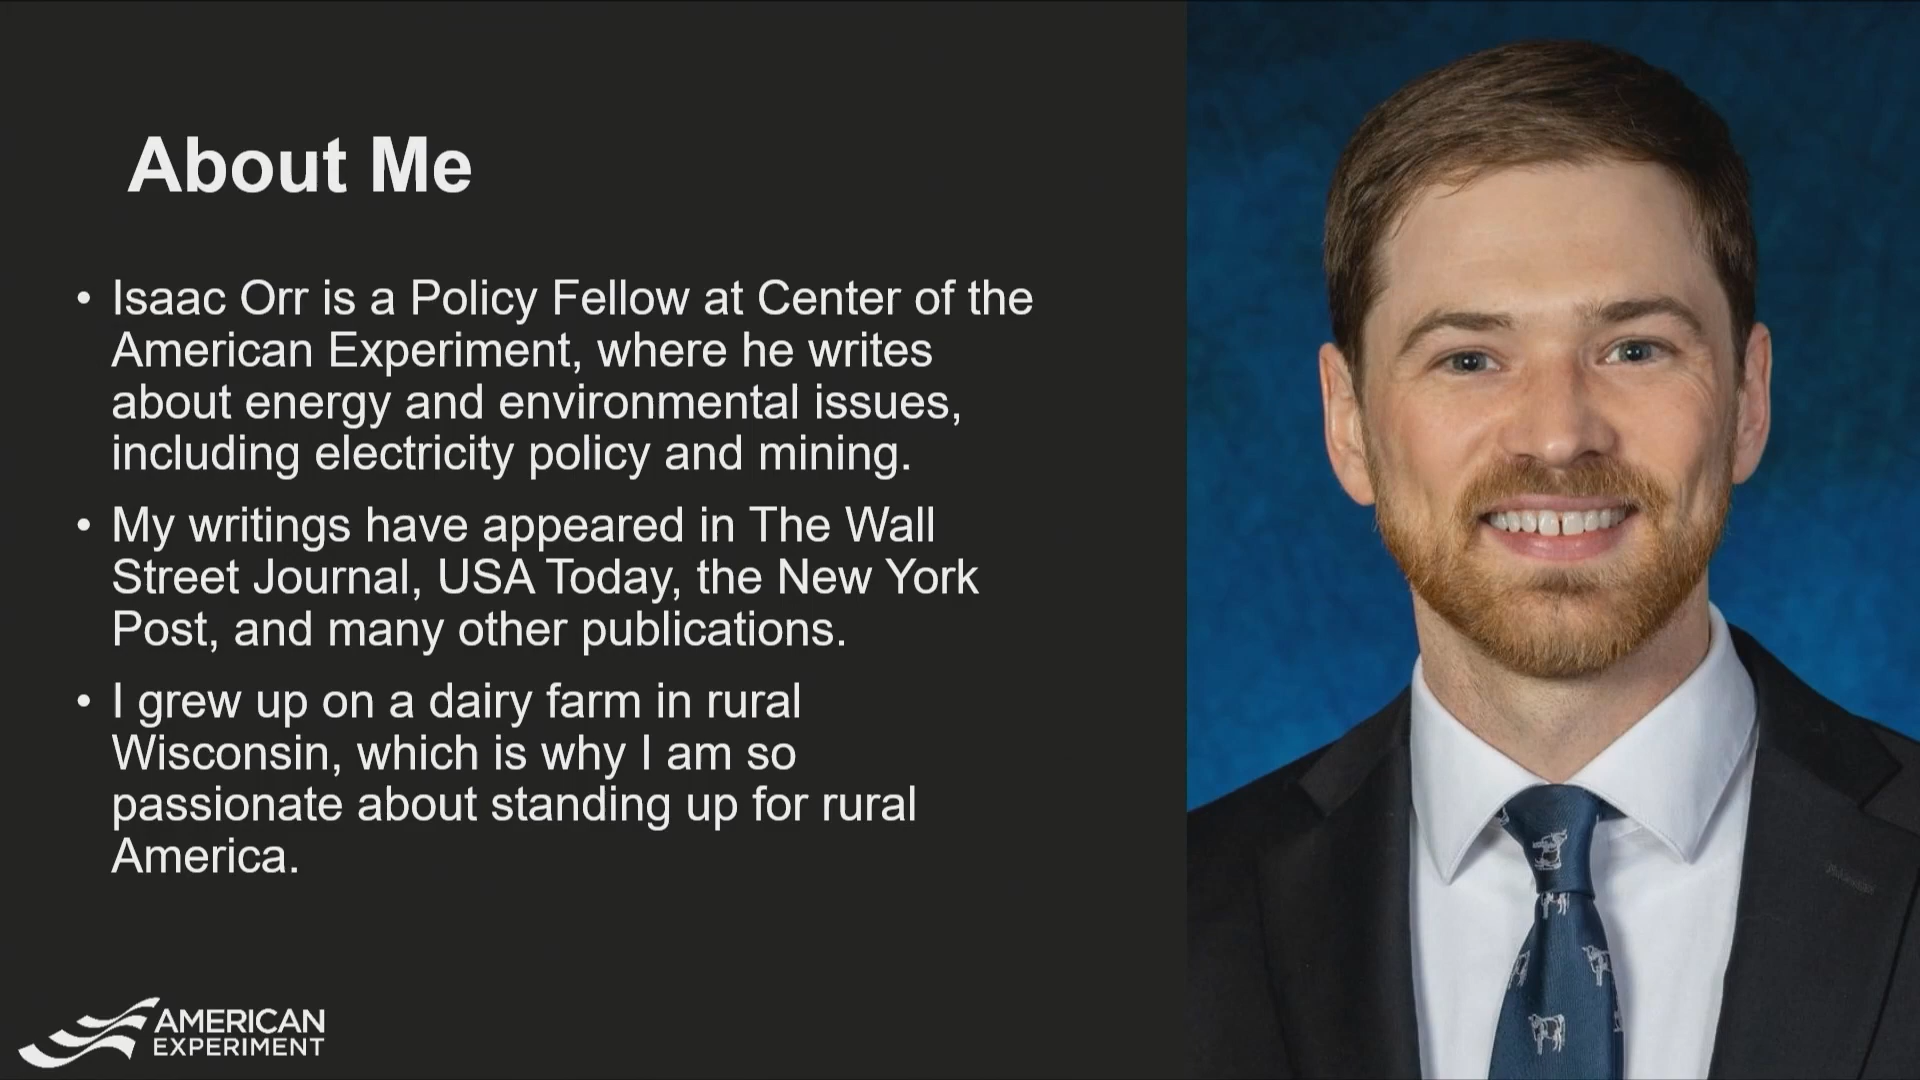 About Me
• Isaac Orr is a Policy Fellow at Center of the
American Experiment, where he writes
about energy and environmental issues,
including electricity policy and mining.
• My writings have appeared in The Wall
Street Journal, USA Today, the New York
Post, and many other publications.
• I grew up on a dairy farm in rural
Wisconsin, which is why I am so
passionate about standing up for rural
America.
AMERICAN
EXPERIMENT